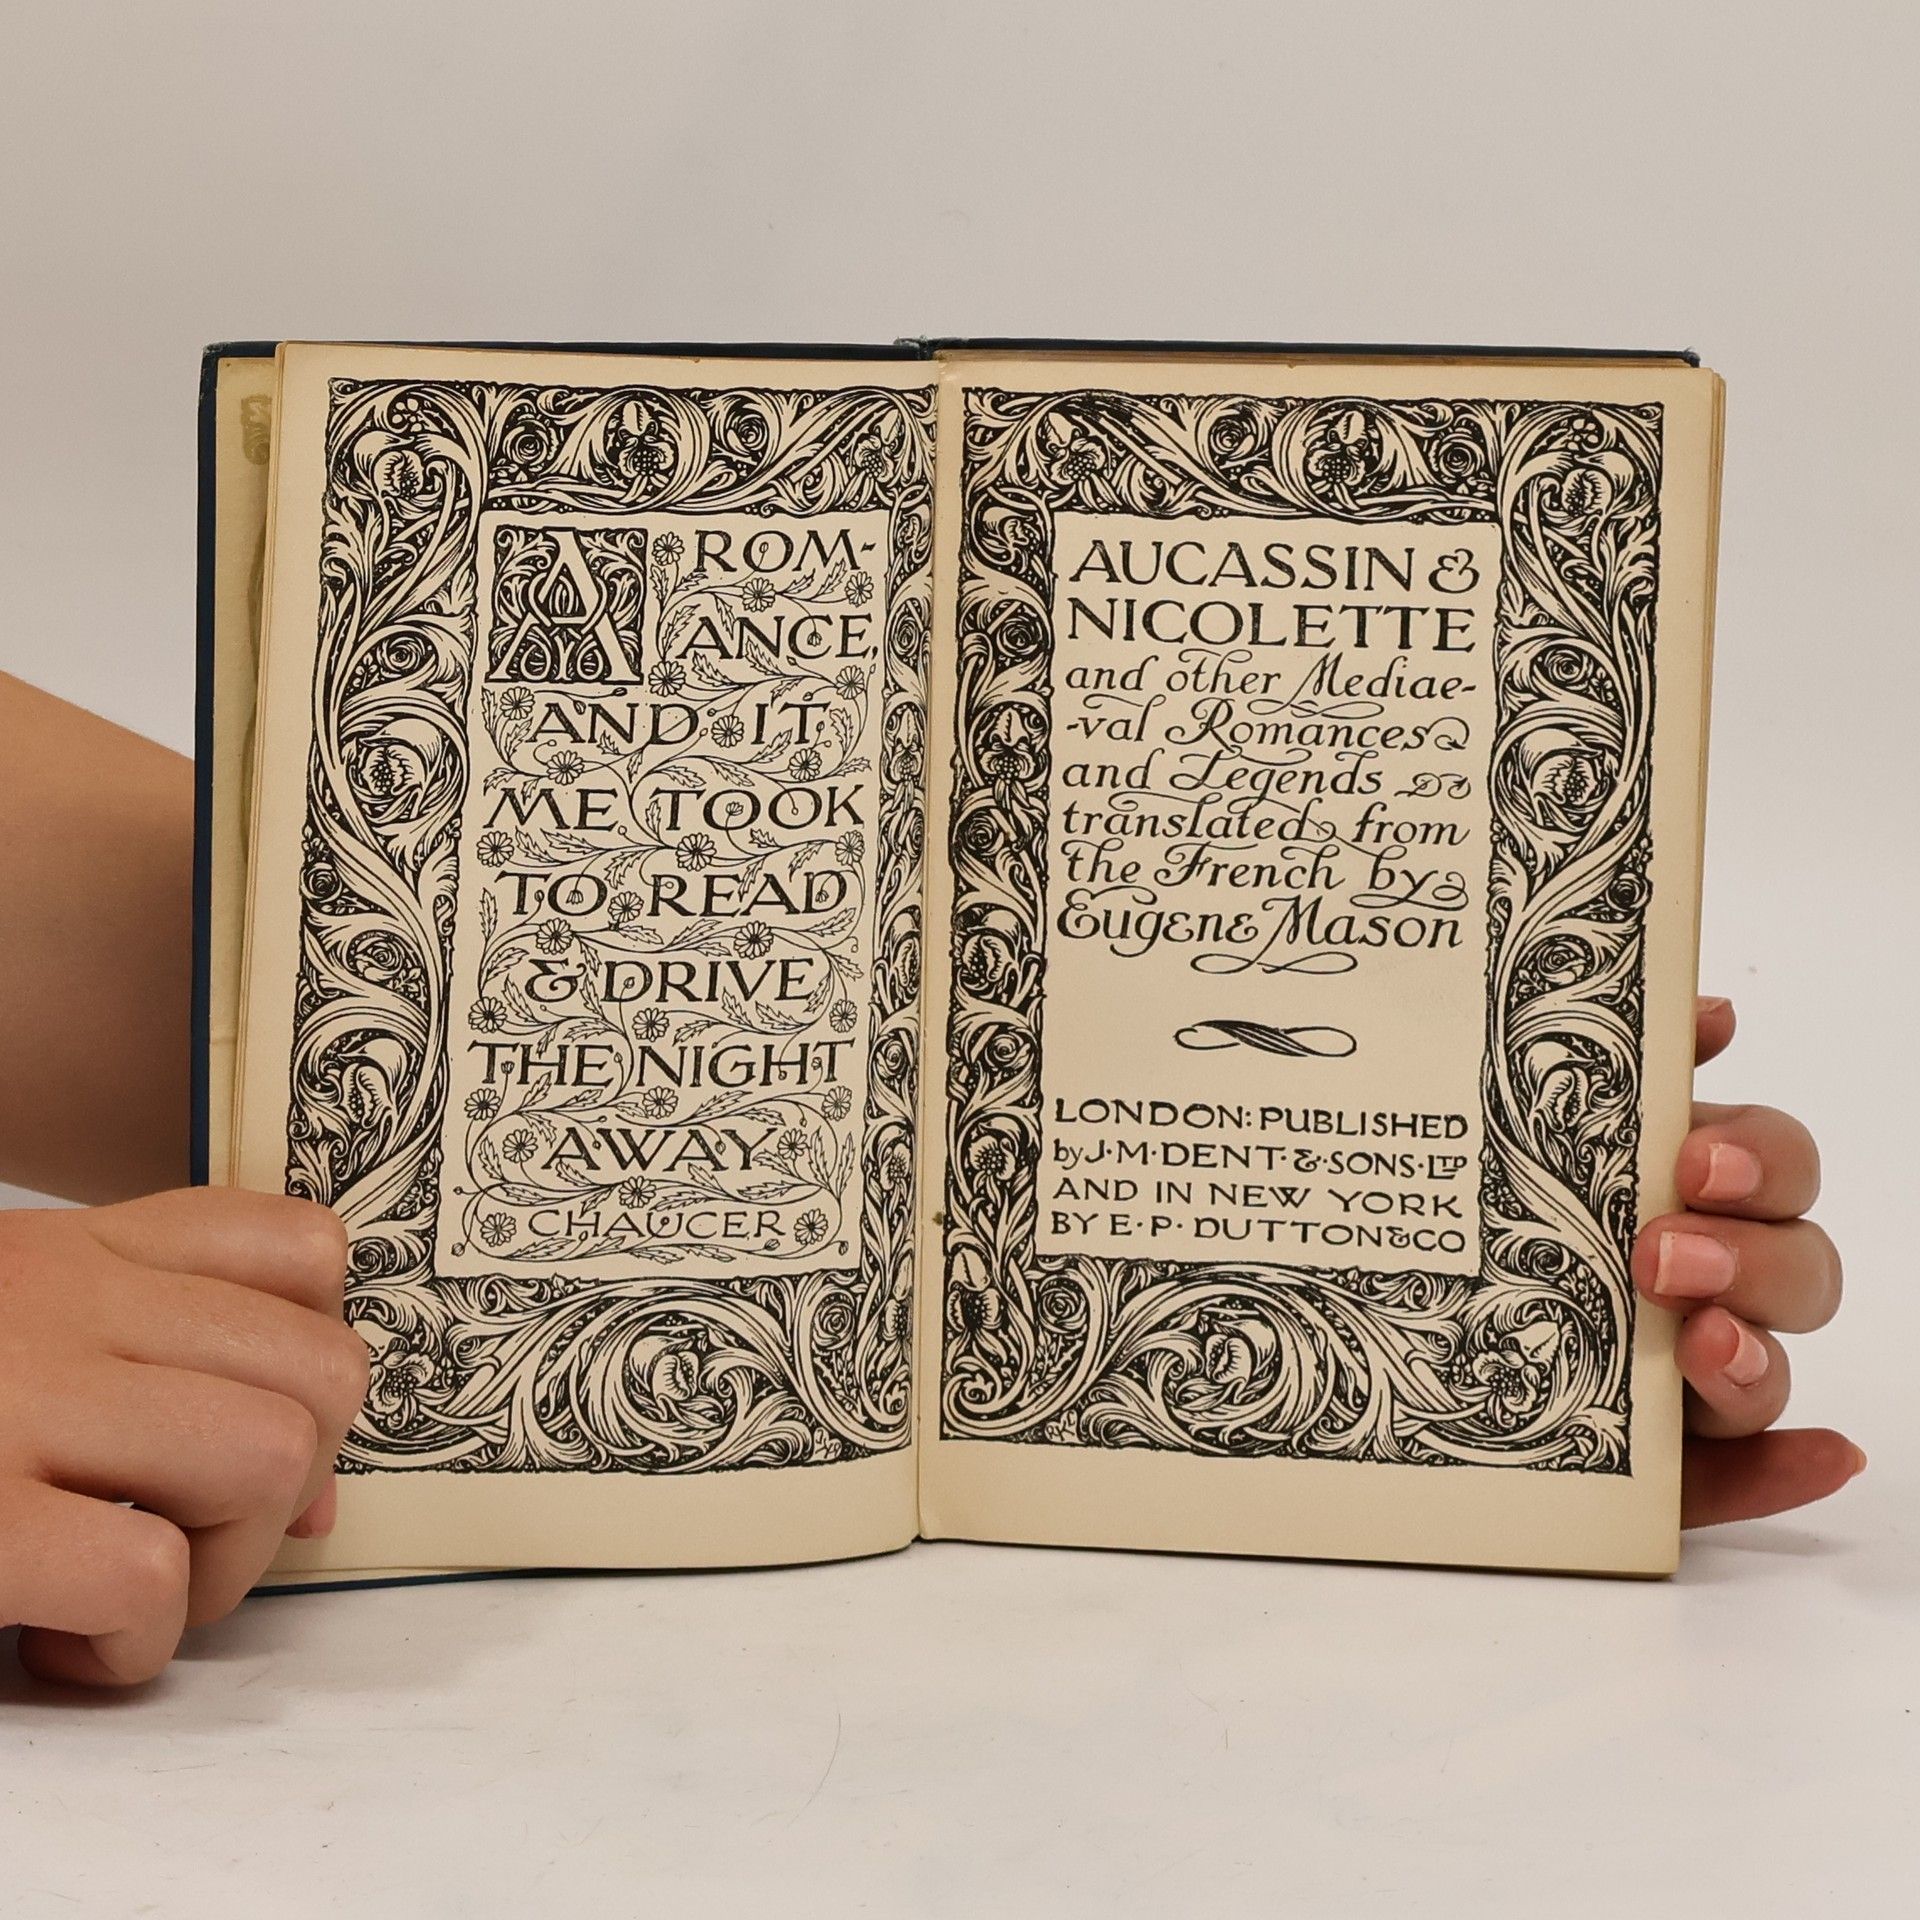 A ROM-
ANCE,
AND IT
ME TOOK
TO READ
& DRIVE
THE NIGHT
AWAY
CHAUCER
AUCASSIN &
NICOLETTE
and other Mediae-
-val Romances
and Legends
translated from
the French by
Eugene Mason
LONDON: PUBLISHED
by J·M·DENT·&·SONS·LTD
AND IN NEW YORK
BY E·P·DUTTON&CO